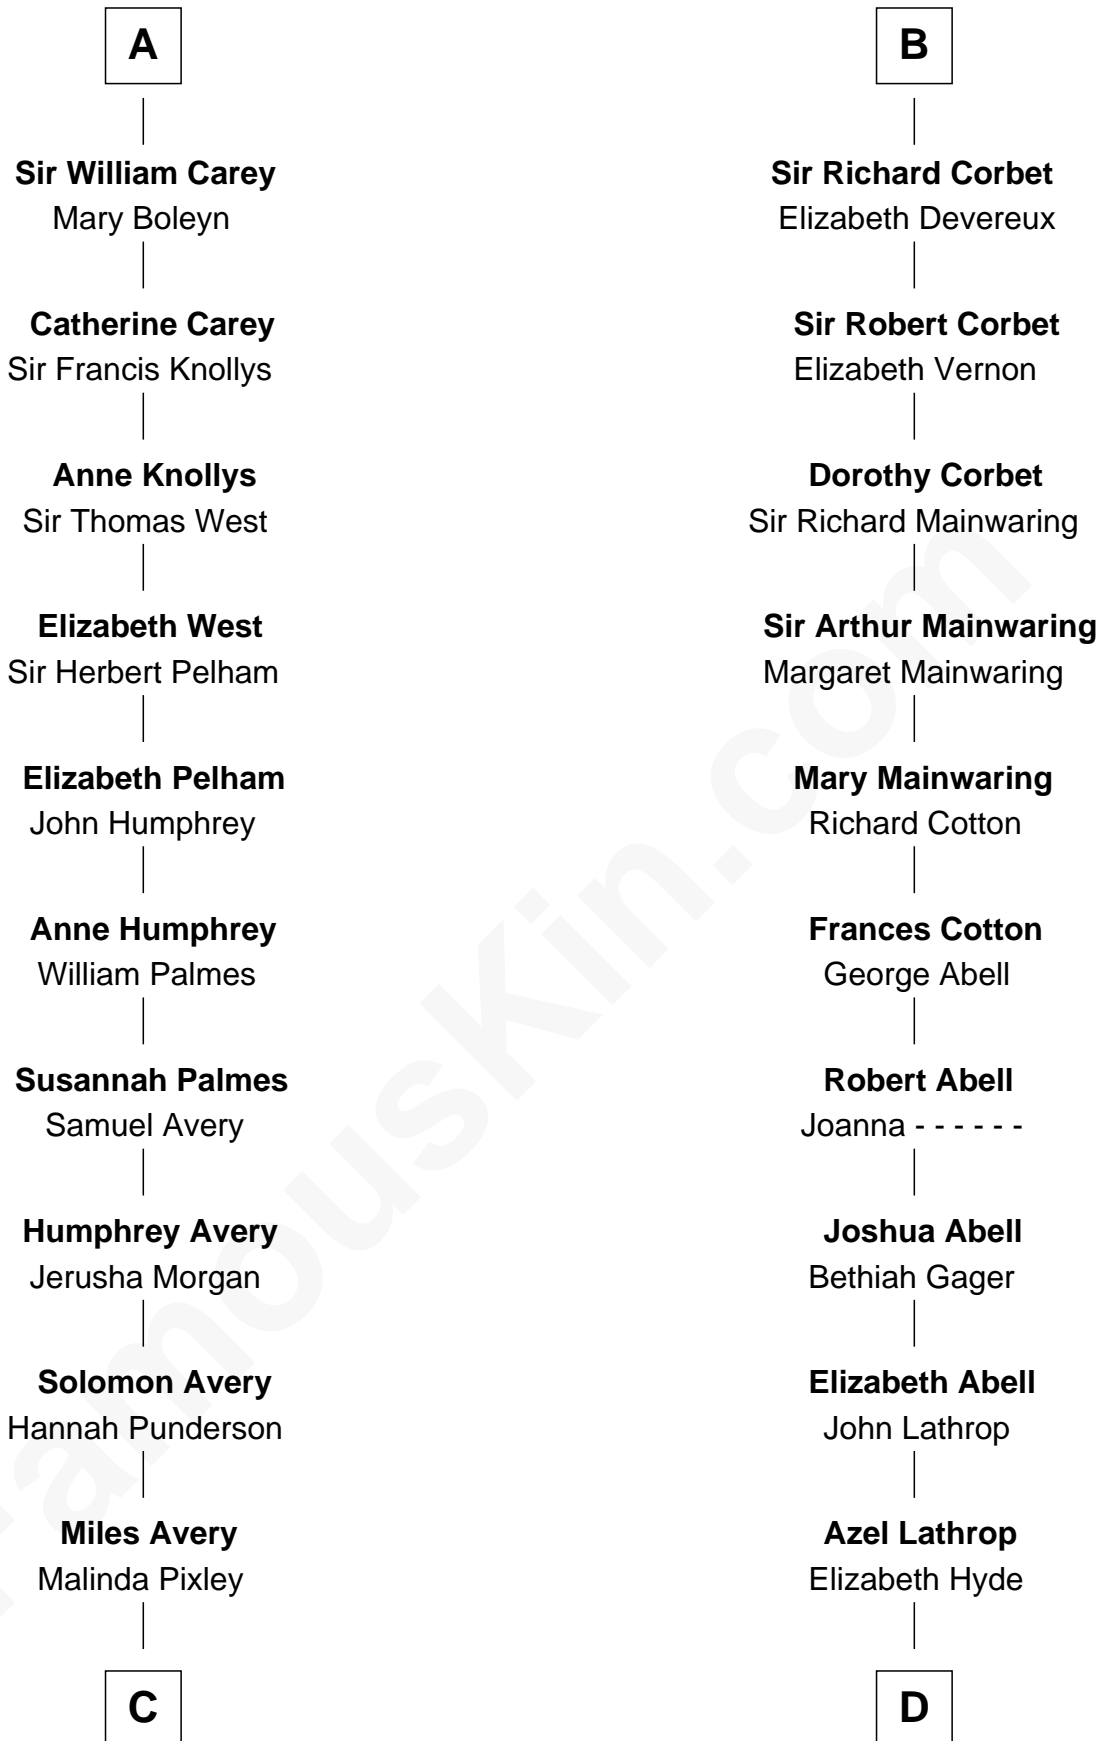 A
Sir William Carey
Mary Boleyn
Catherine Carey
Sir Francis Knollys
Anne Knollys
Sir Thomas West
Elizabeth West
Sir Herbert Pelham
Elizabeth Pelham
John Humphrey
Anne Humphrey
William Palmes
Susannah Palmes
Samuel Avery
Humphrey Avery
Jerusha Morgan
Solomon Avery
Hannah Punderson
Miles Avery
Malinda Pixley
C
B
Sir Richard Corbet
Elizabeth Devereux
Sir Robert Corbet
Elizabeth Vernon
Dorothy Corbet
Sir Richard Mainwaring
Sir Arthur Mainwaring
Margaret Mainwaring
Mary Mainwaring
Richard Cotton
Frances Cotton
George Abell
Robert Abell
Joanna - - - - - -
Joshua Abell
Bethiah Gager
Elizabeth Abell
John Lathrop
Azel Lathrop
Elizabeth Hyde
D
FamousKin.com